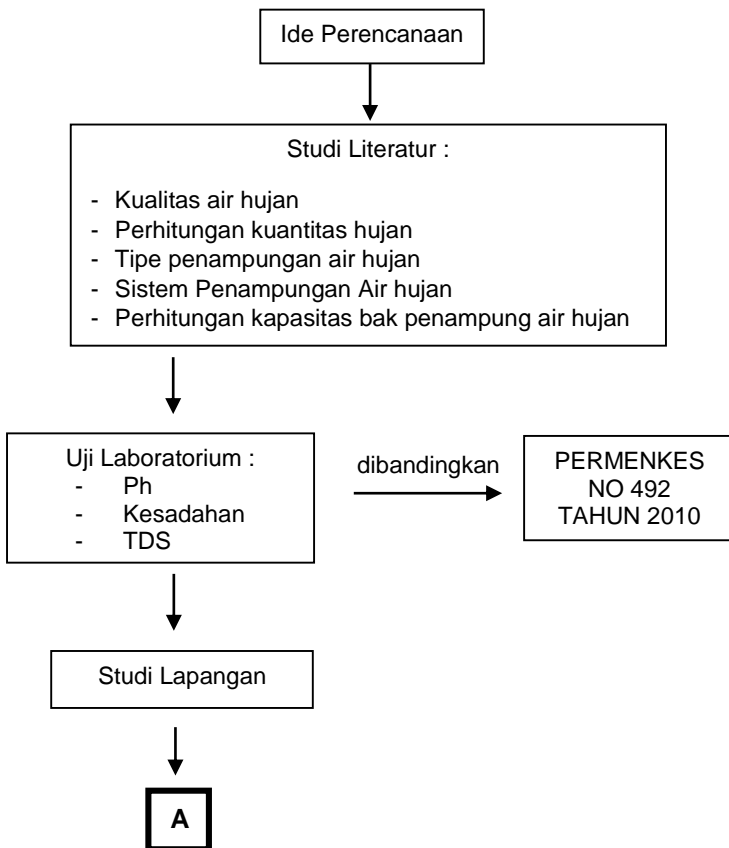 Ide Perencanaan
Studi Literatur :
- Kualitas air hujan
- Perhitungan kuantitas hujan
- Tipe penampungan air hujan
- Sistem Penampungan Air hujan
- Perhitungan kapasitas bak penampung air hujan
Uji Laboratorium :
- Ph
- Kesadahan
- TDS
dibandingkan
PERMENKES
NO 492
TAHUN 2010
Studi Lapangan
A